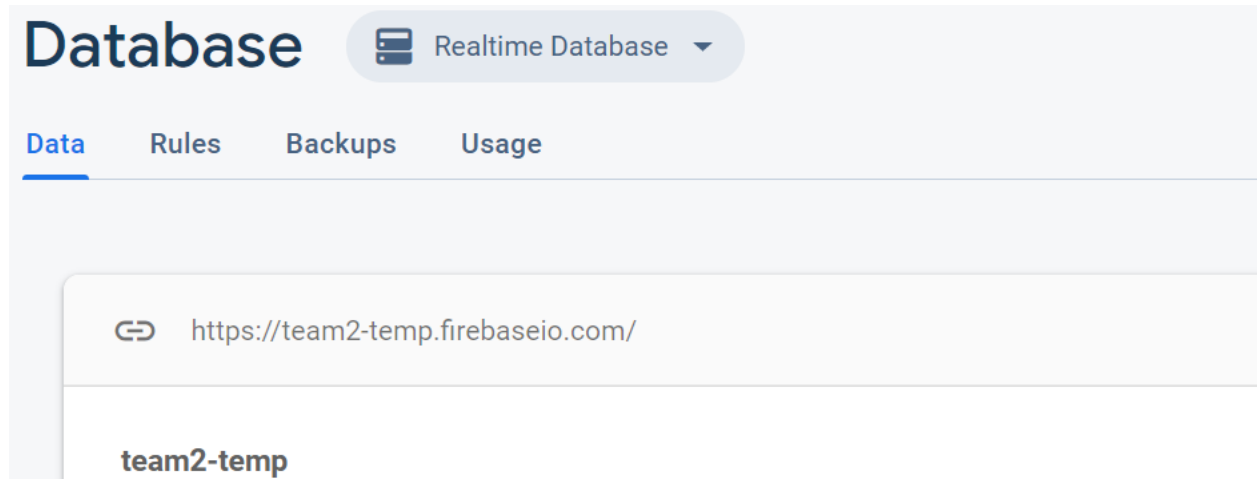 Database Realtime Database
Data Rules Backups Usage
https://team2-temp.firebaseio.com/
team2-temp